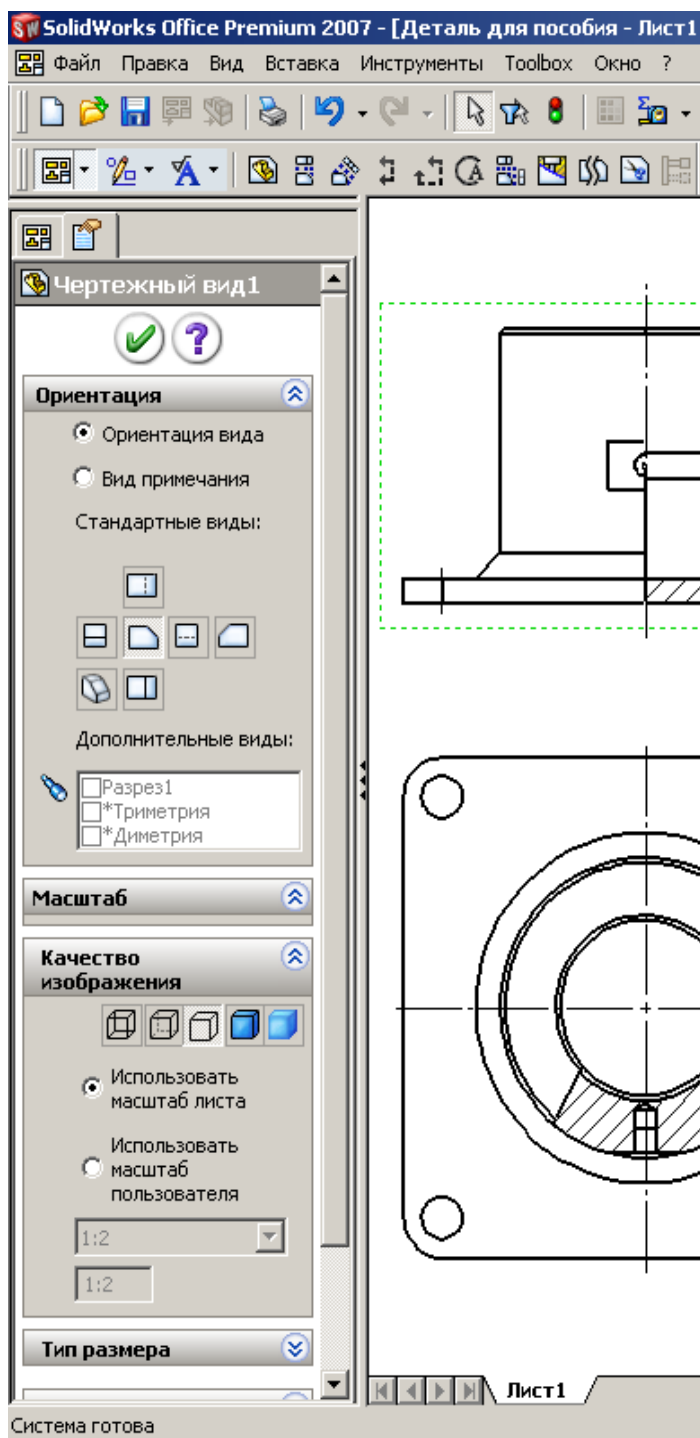 SolidWorks Office Premium 2007 - [Деталь для пособия - Лист1
Файл Правка Вид Вставка Инструменты Toolbox Окно ?
Чертежный вид1
Ориентация
Ориентация вида
Вид примечания
Стандартные виды:
Дополнительные виды:
Разрез1
*Триметрия
*Диметрия
Масштаб
Качество
изображения
Использовать
масштаб листа
Использовать
масштаб
пользователя
1:2
1:2
Тип размера
Лист1
Система готова